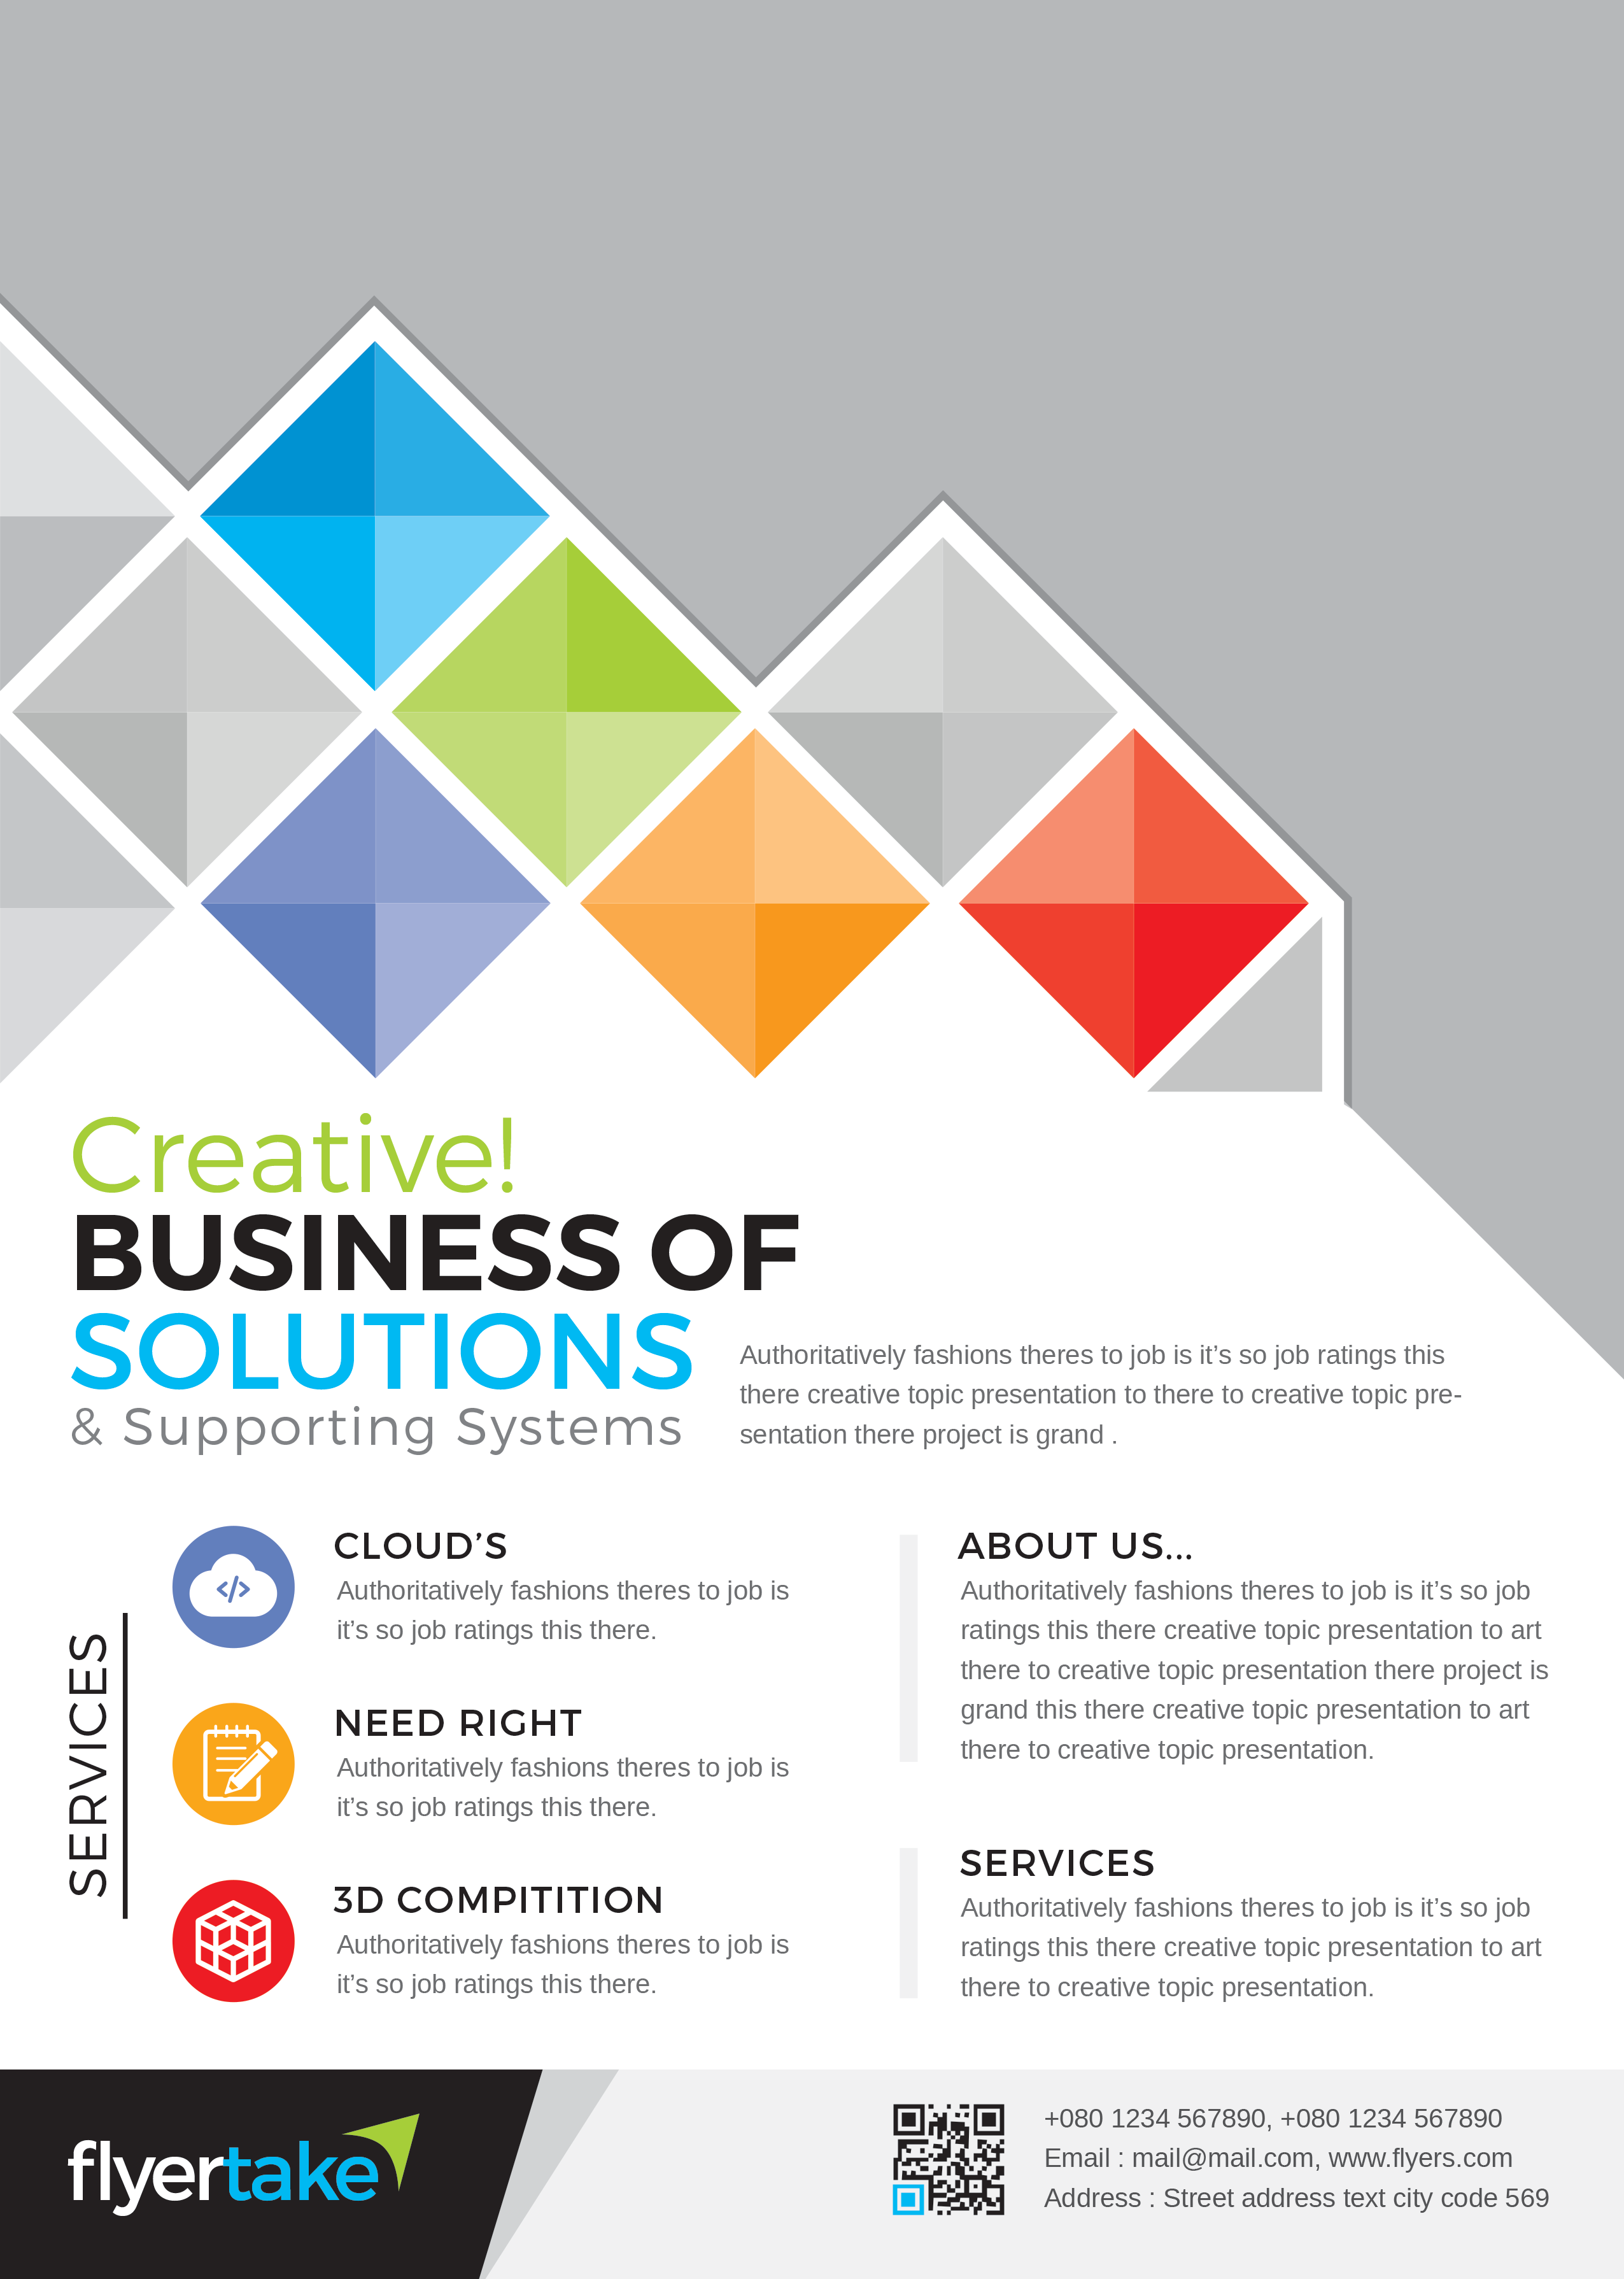 Creative!
BUSINESS OF
SOLUTIONS
& Supporting Systems
Authoritatively fashions theres to job is it’s so job ratings this
there creative topic presentation to there to creative topic pre-
sentation there project is grand .
SERVICES
CLOUD’S
Authoritatively fashions theres to job is
it’s so job ratings this there.
NEED RIGHT
Authoritatively fashions theres to job is
it’s so job ratings this there.
3D COMPITITION
Authoritatively fashions theres to job is
it’s so job ratings this there.
ABOUT US...
Authoritatively fashions theres to job is it’s so job
ratings this there creative topic presentation to art
there to creative topic presentation there project is
grand this there creative topic presentation to art
there to creative topic presentation.
SERVICES
Authoritatively fashions theres to job is it’s so job
ratings this there creative topic presentation to art
there to creative topic presentation.
flyertake
+080 1234 567890, +080 1234 567890
Email : mail@mail.com, www.flyers.com
Address : Street address text city code 569